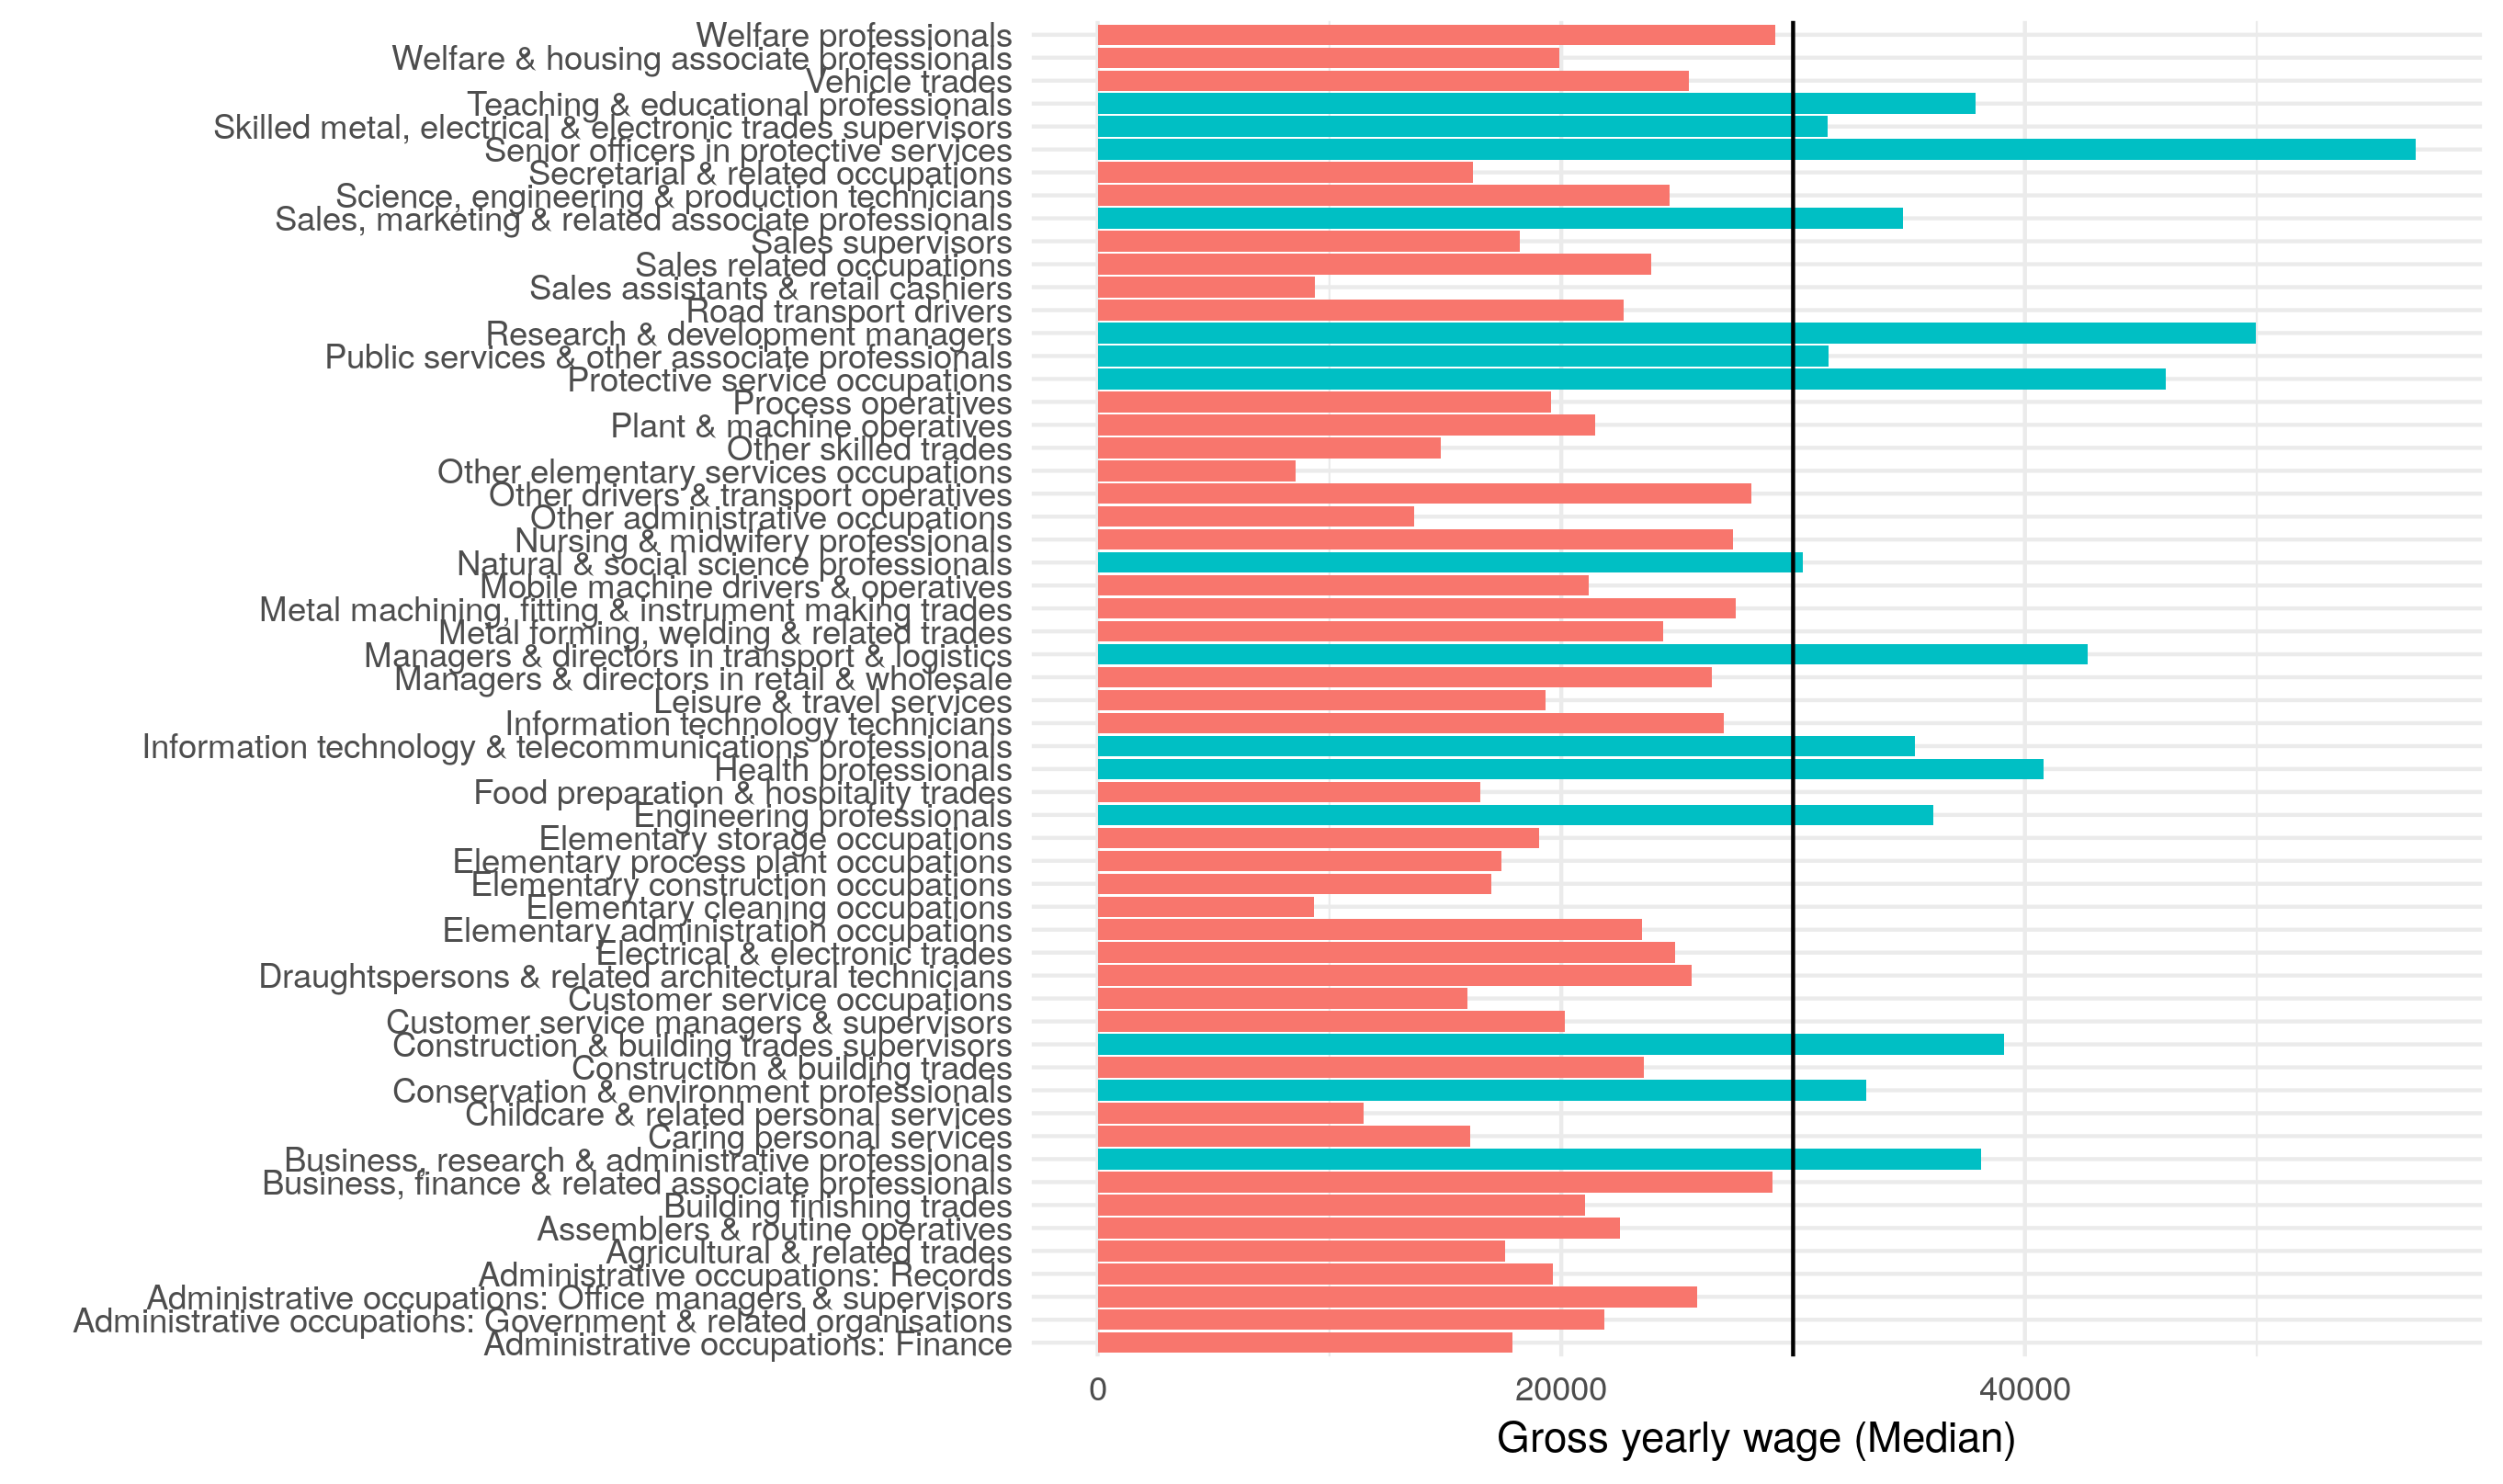 Welfare professionals
Welfare & housing associate professionals
Vehicle trades
Teaching & educational professionals
Skilled metal, electrical & electronic trades supervisors
Senior officers in protective services
Secretarial & related occupations
Science, engineering & production technicians
Sales, marketing & related associate professionals
Sales supervisors
Sales related occupations
Sales assistants & retail cashiers
Road transport drivers
Research & development managers
Public services & other associate professionals
Protective service occupations
Process operatives
Plant & machine operatives
Other skilled trades
Other elementary services occupations
Other drivers & transport operatives
Other administrative occupations
Nursing & midwifery professionals
Natural & social science professionals
Mobile machine drivers & operatives
Metal machining, fitting & instrument making trades
Metal forming, welding & related trades
Managers & directors in transport & logistics
Managers & directors in retail & wholesale
Leisure & travel services
Information technology technicians
Information technology & telecommunications professionals
Health professionals
Food preparation & hospitality trades
Engineering professionals
Elementary storage occupations
Elementary process plant occupations
Elementary construction occupations
Elementary cleaning occupations
Elementary administration occupations
Electrical & electronic trades
Draughtspersons & related architectural technicians
Customer service occupations
Customer service managers & supervisors
Construction & building trades supervisors
Construction & building trades
Conservation & environment professionals
Childcare & related personal services
Caring personal services
Business, research & administrative professionals
Business, finance & related associate professionals
Building finishing trades
Assemblers & routine operatives
Agricultural & related trades
Administrative occupations: Records
Administrative occupations: Office managers & supervisors
Administrative occupations: Government & related organisations
Administrative occupations: Finance
0 20000 40000
Gross yearly wage (Median)